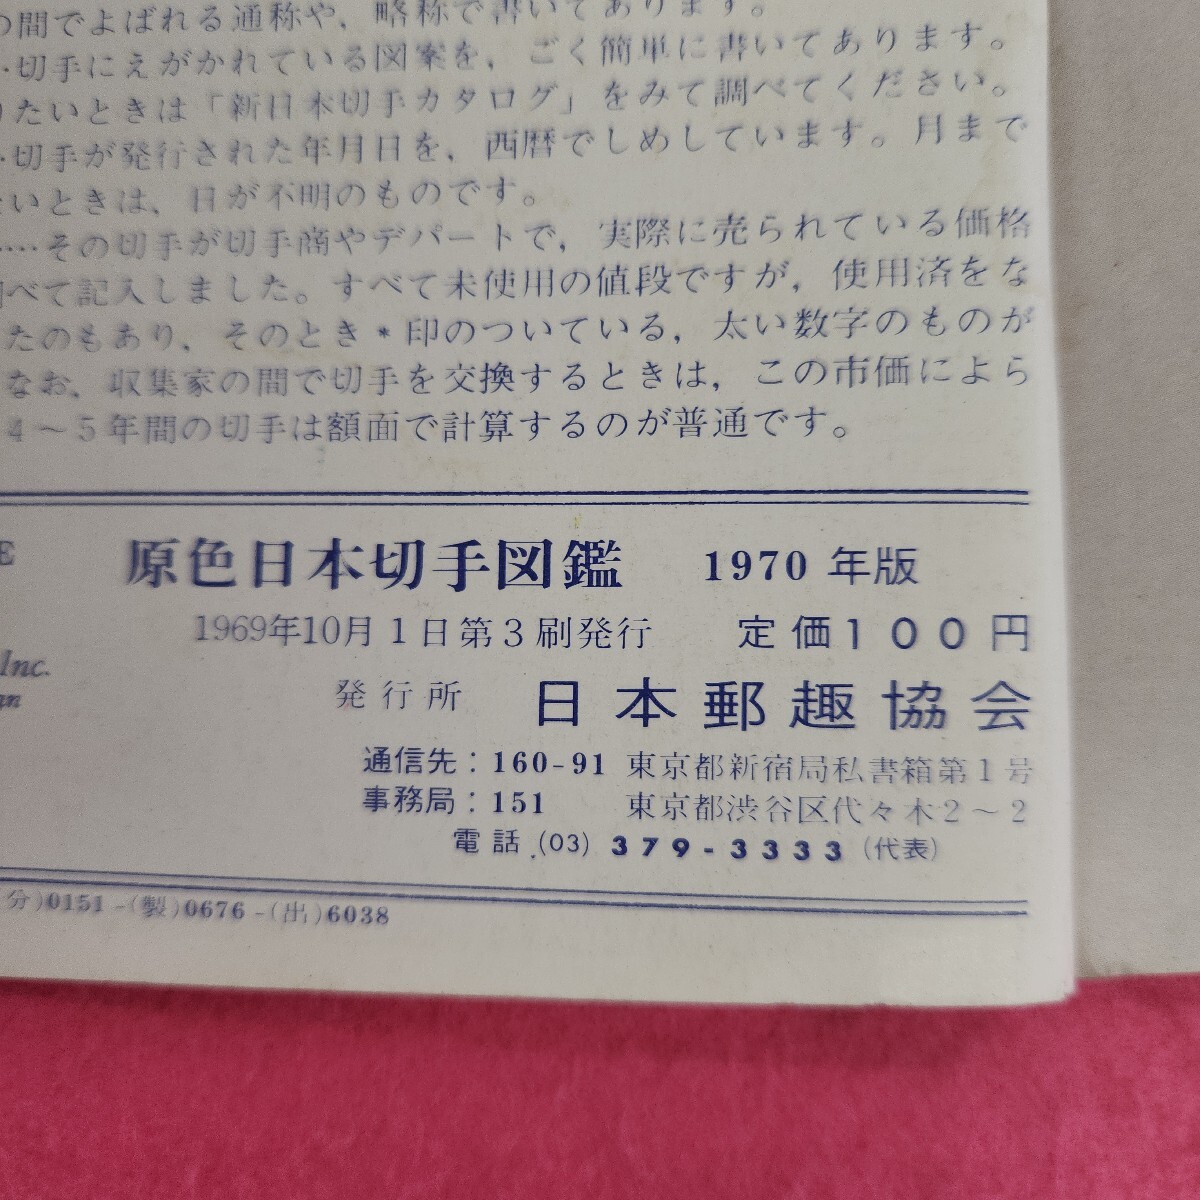 の間でよばれる通称や，略称で書いてあります。
‥切手にえがかれている図案を，ごく簡単に書いてあります。
りたいときは「新日本切手カタログ」をみて調べてください。
‥切手が発行された年月日を，西暦でしめしています。月まで
ないときは、日が不明のものです。
‥‥その切手が切手商やデパートで，実際に売られている価格
調べて記入しました。すべて未使用の値段ですが，使用済をな
たのもあり、そのとき＊印のついている，太い数字のものが
なお、収集家の間で切手を交換するときは，この市価によら
4～5年間の切手は額面で計算するのが普通です。
E
原色日本切手図鑑 1970年版
1969年10月1日第3刷発行 定価100円
Inc.
an
発行所 日本郵趣協会
通信先：160-91 東京都新宿局私書箱第1号
事務局：151 東京都渋谷区代々木2～2
電話 (03) 379-3333 (代表)
分)0151-(製)0676-(出)6038